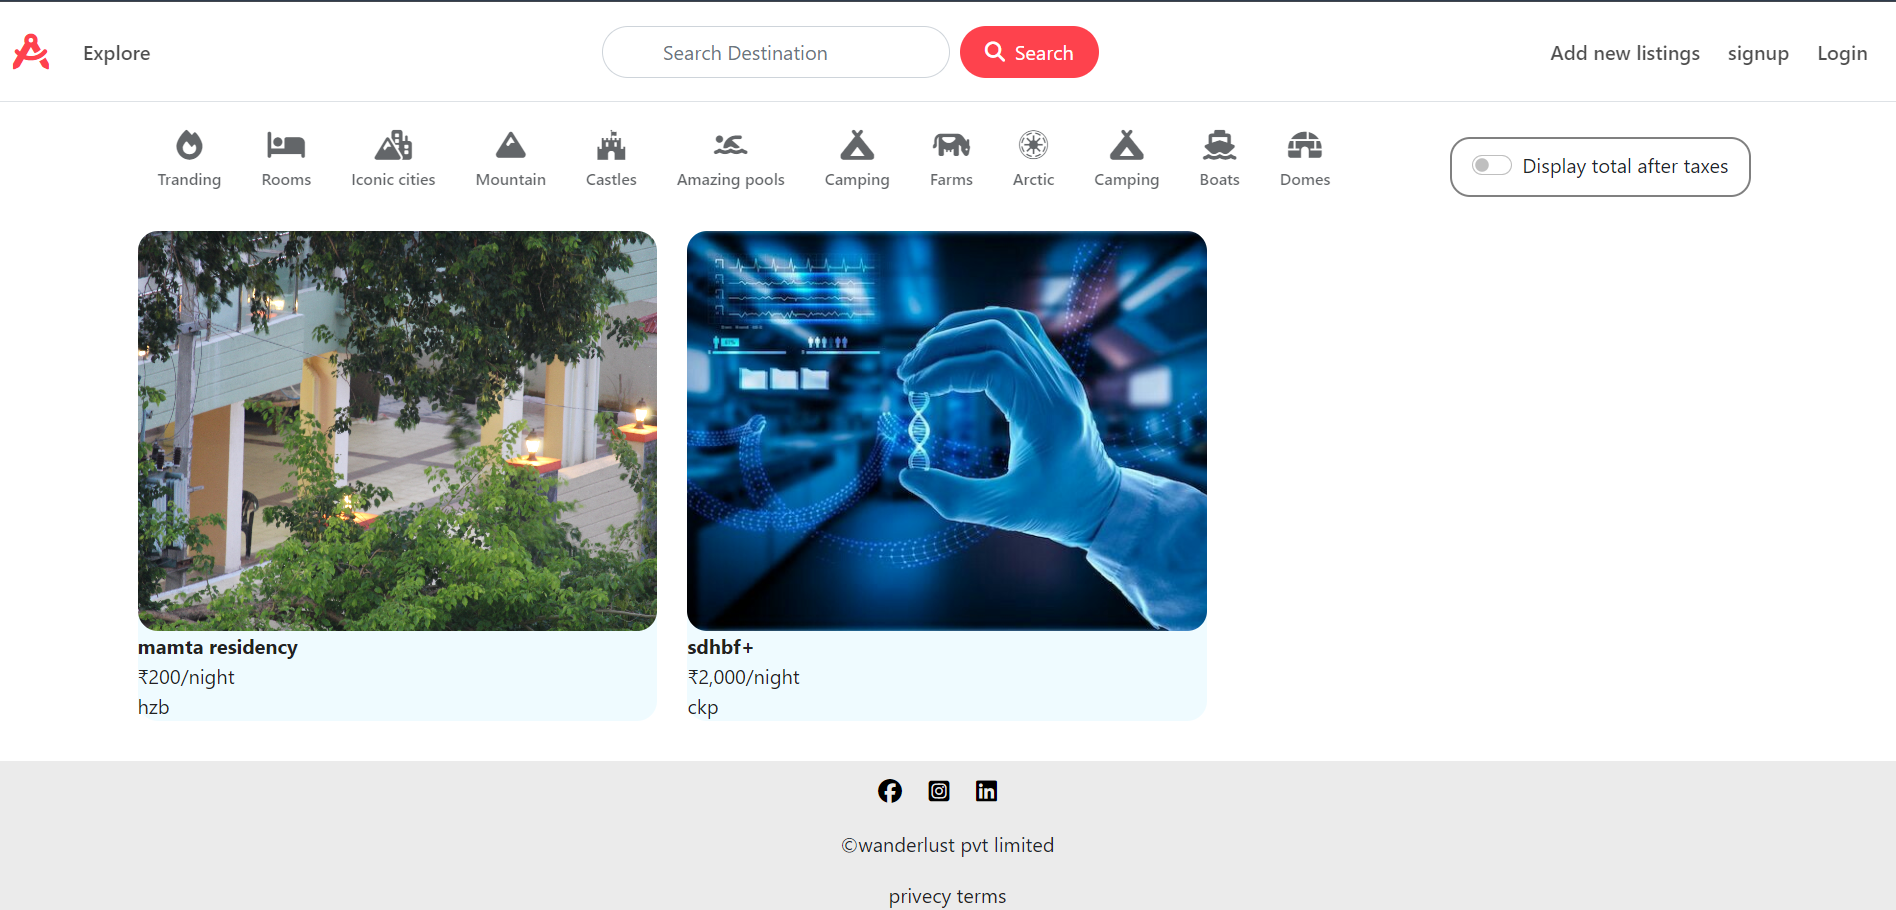 Explore
Search Destination
Search
Add new listings
signup
Login
Tranding
Rooms
Iconic cities
Mountain
Castles
Amazing pools
Camping
Farms
Arctic
Camping
Boats
Domes
Display total after taxes
mamta residency
₹200/night
hzb
sdhbf+
₹2,000/night
ckp
©wanderlust pvt limited
privecy terms